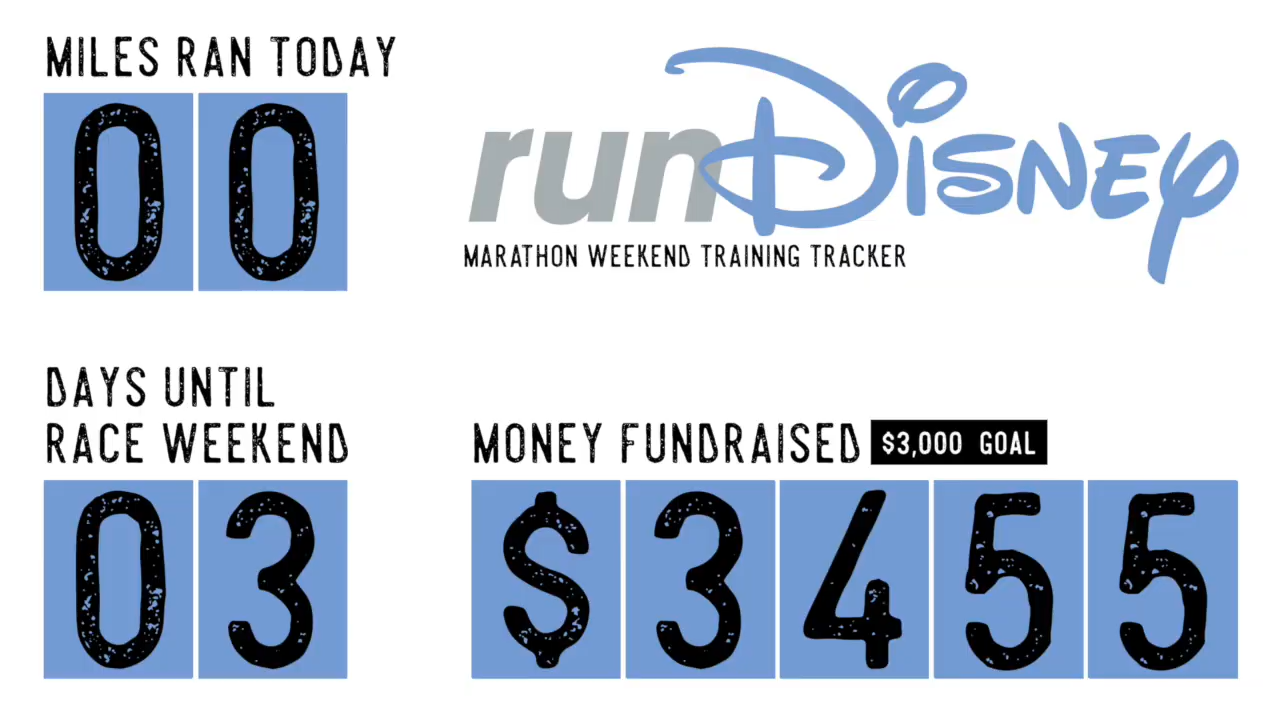 MILES RAN TODAY
00
runDisney
MARATHON WEEKEND TRAINING TRACKER
DAYS UNTIL
RACE WEEKEND
03
MONEY FUNDRAISED $3,000 GOAL
$3455